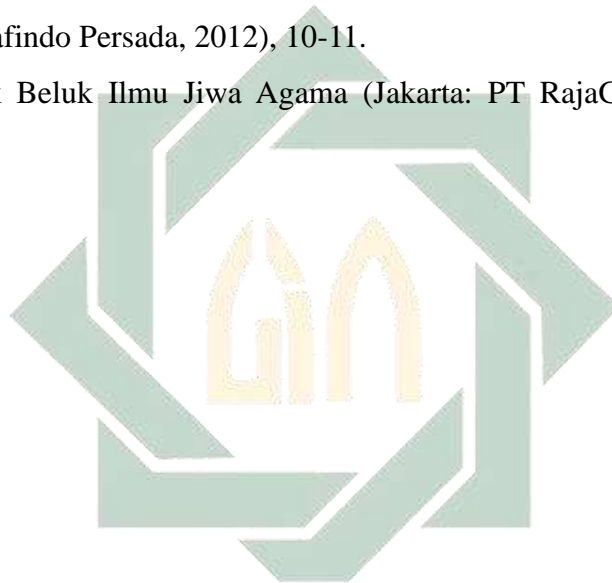 afindo Persada, 2012), 10-11.
Beluk Ilmu Jiwa Agama (Jakarta: PT RajaG